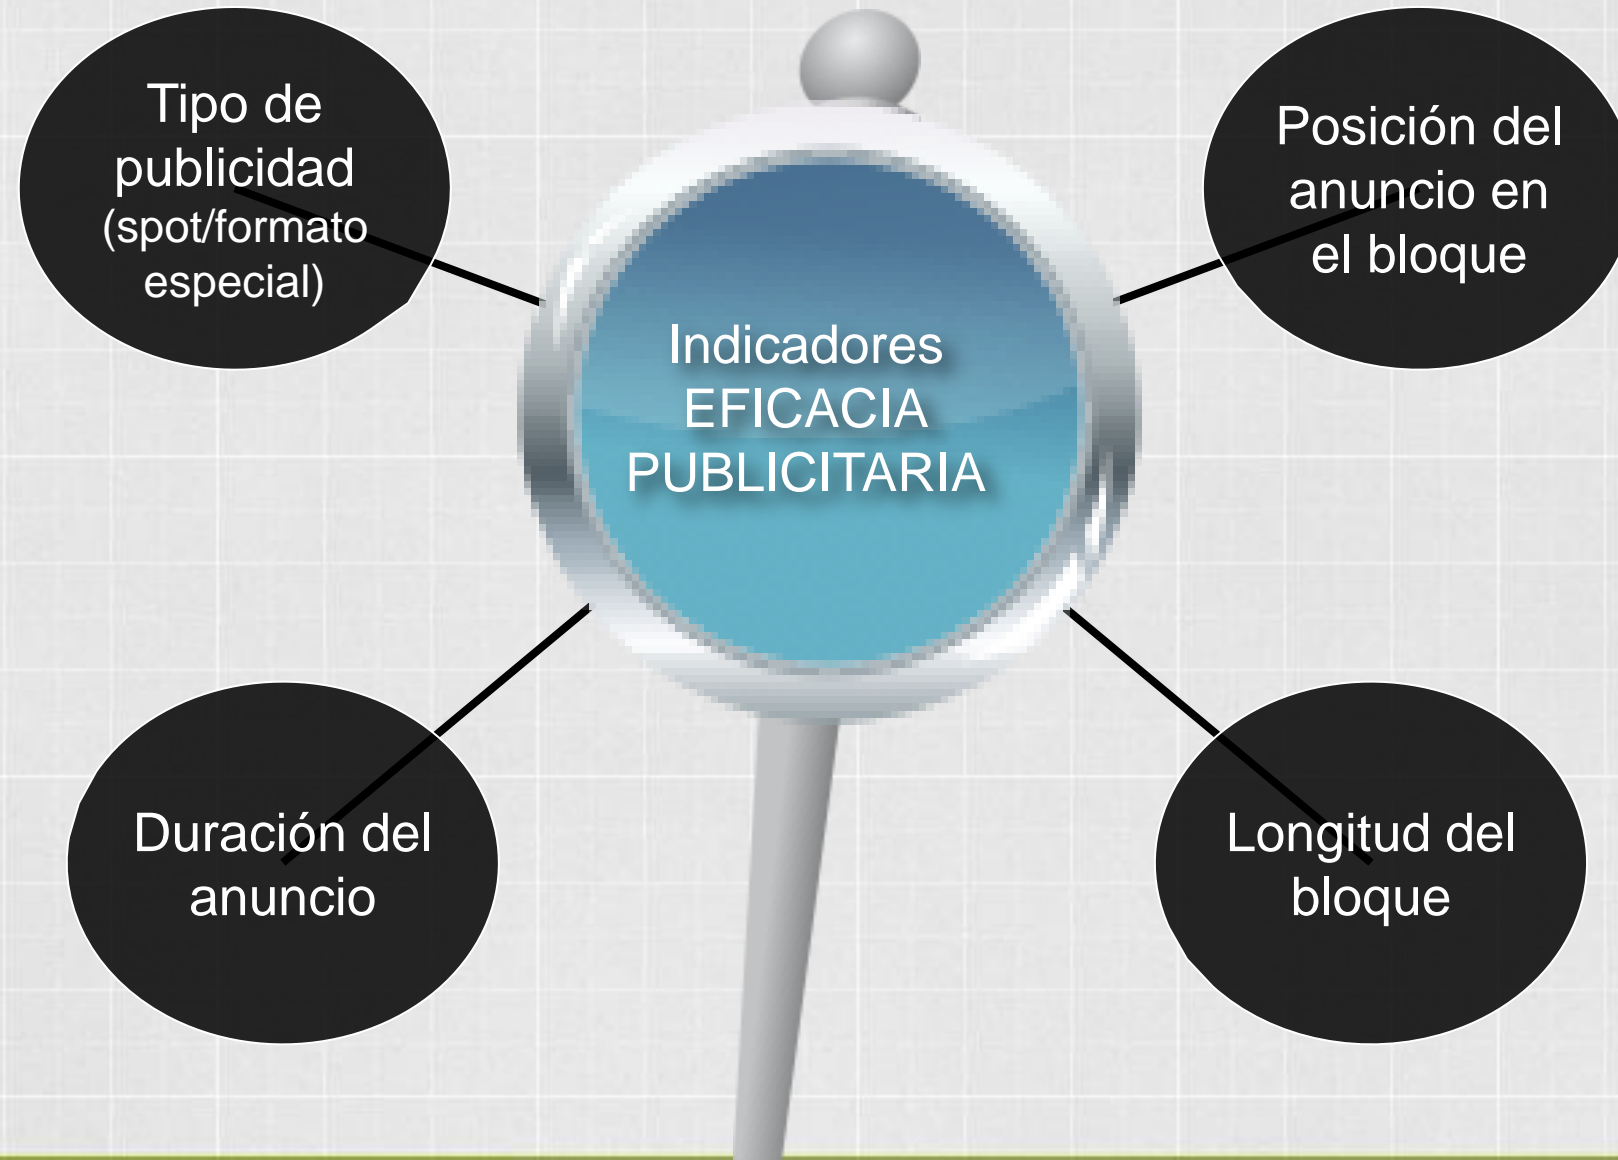 Tipo de
publicidad
(spot/formato
especial)
Posición del
anuncio en
el bloque
Indicadores
EFICACIA
PUBLICITARIA
Duración del
anuncio
Longitud del
bloque